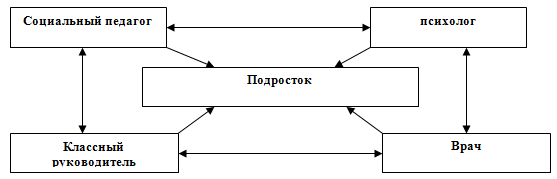 Социальный педагог
психолог
Подросток
Классный
руководитель
Врач